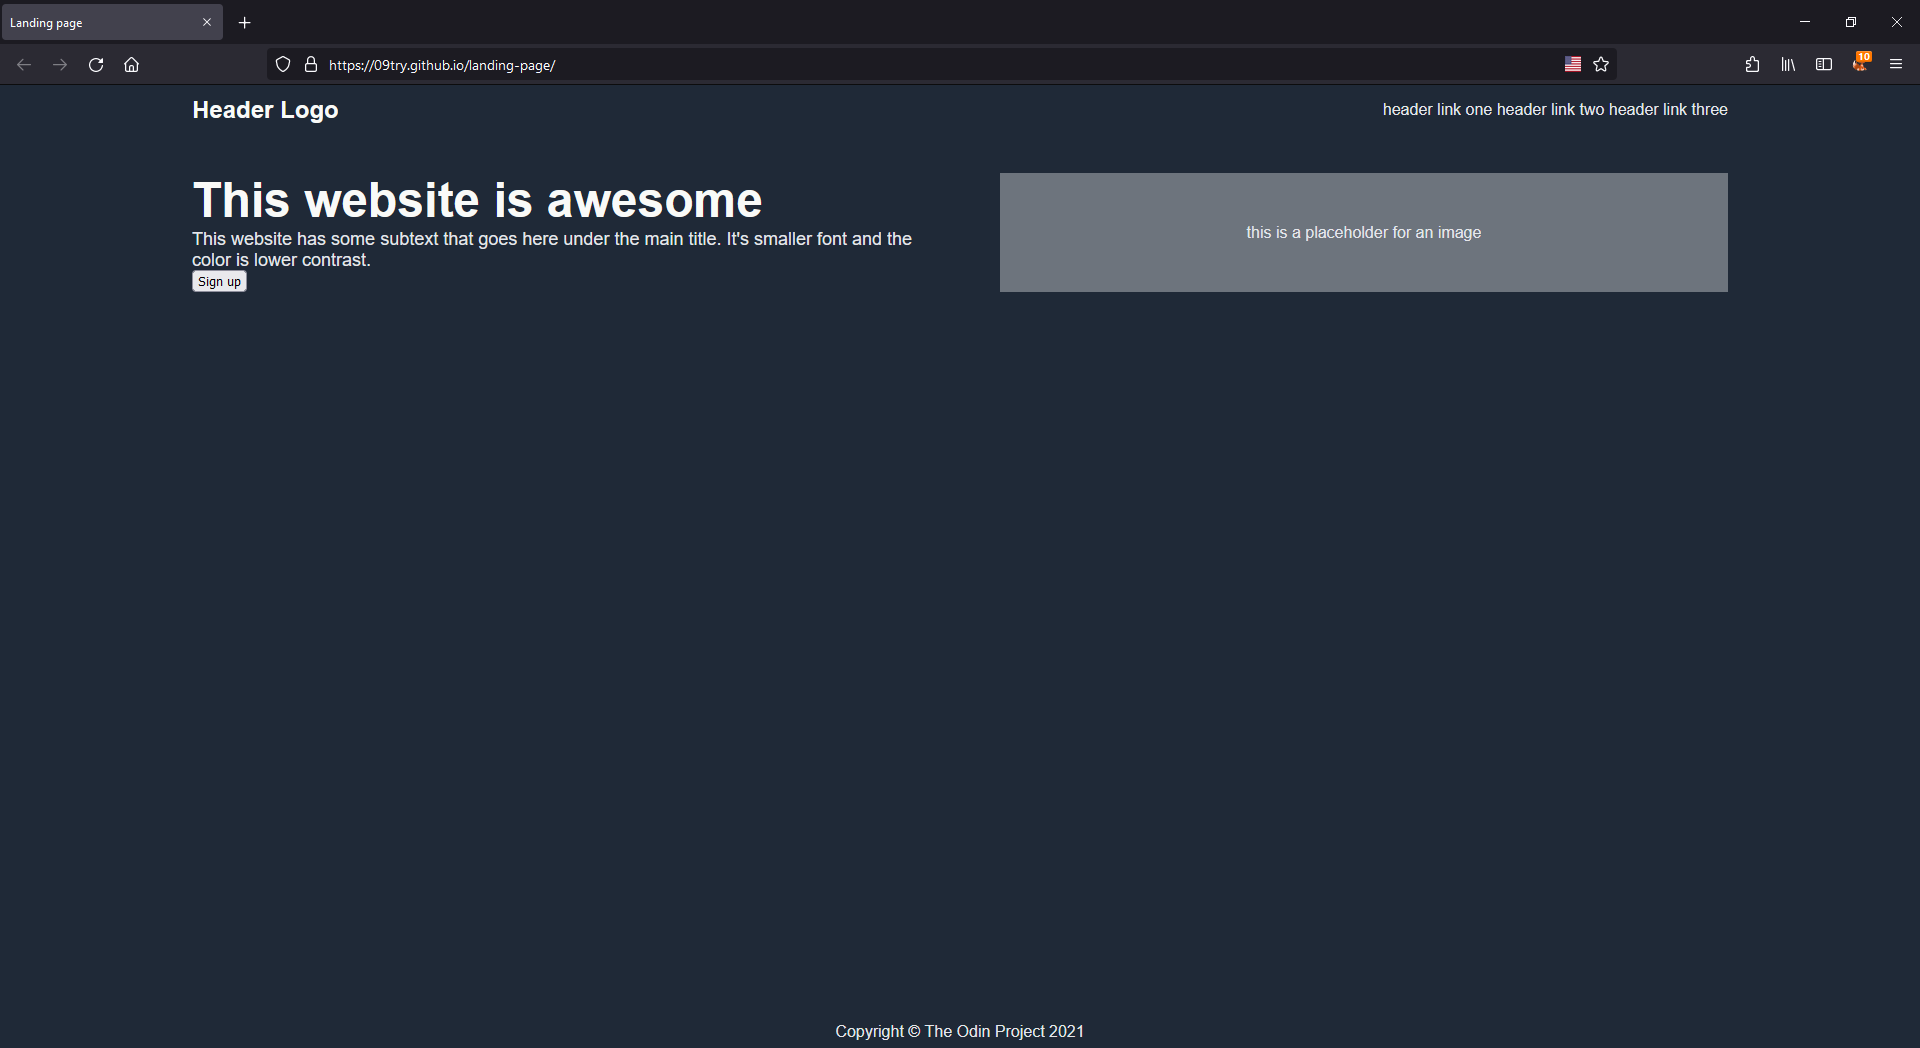 Landing page
https://09try.github.io/landing-page/
10
Header Logo
header link one header link two header link three
This website is awesome
This website has some subtext that goes here under the main title. It's smaller font and the
color is lower contrast.
Sign up
this is a placeholder for an image
Copyright © The Odin Project 2021